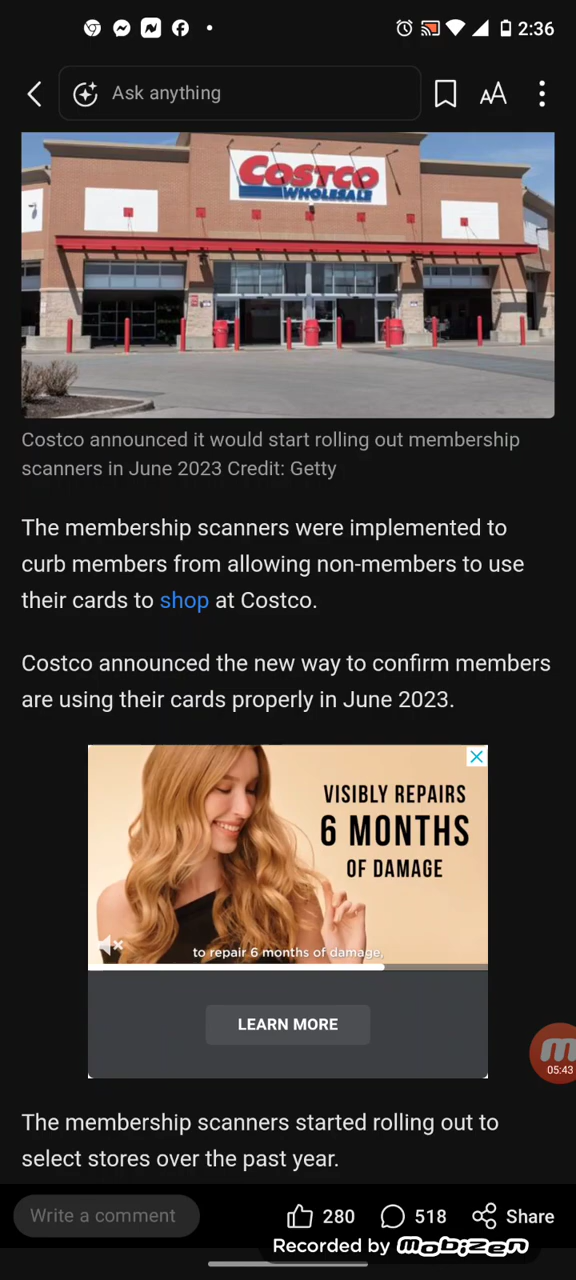 2:36
Ask anything
AA
COSTCO
WHOLESALE
Costco announced it would start rolling out membership
scanners in June 2023 Credit: Getty
The membership scanners were implemented to
curb members from allowing non-members to use
their cards to shop at Costco.
Costco announced the new way to confirm members
are using their cards properly in June 2023.
VISIBLY REPAIRS
6 MONTHS
OF DAMAGE
to repair 6 months of damage,
LEARN MORE
05:43
The membership scanners started rolling out to
select stores over the past year.
Write a comment
280
518
Share
Recorded by mobizen